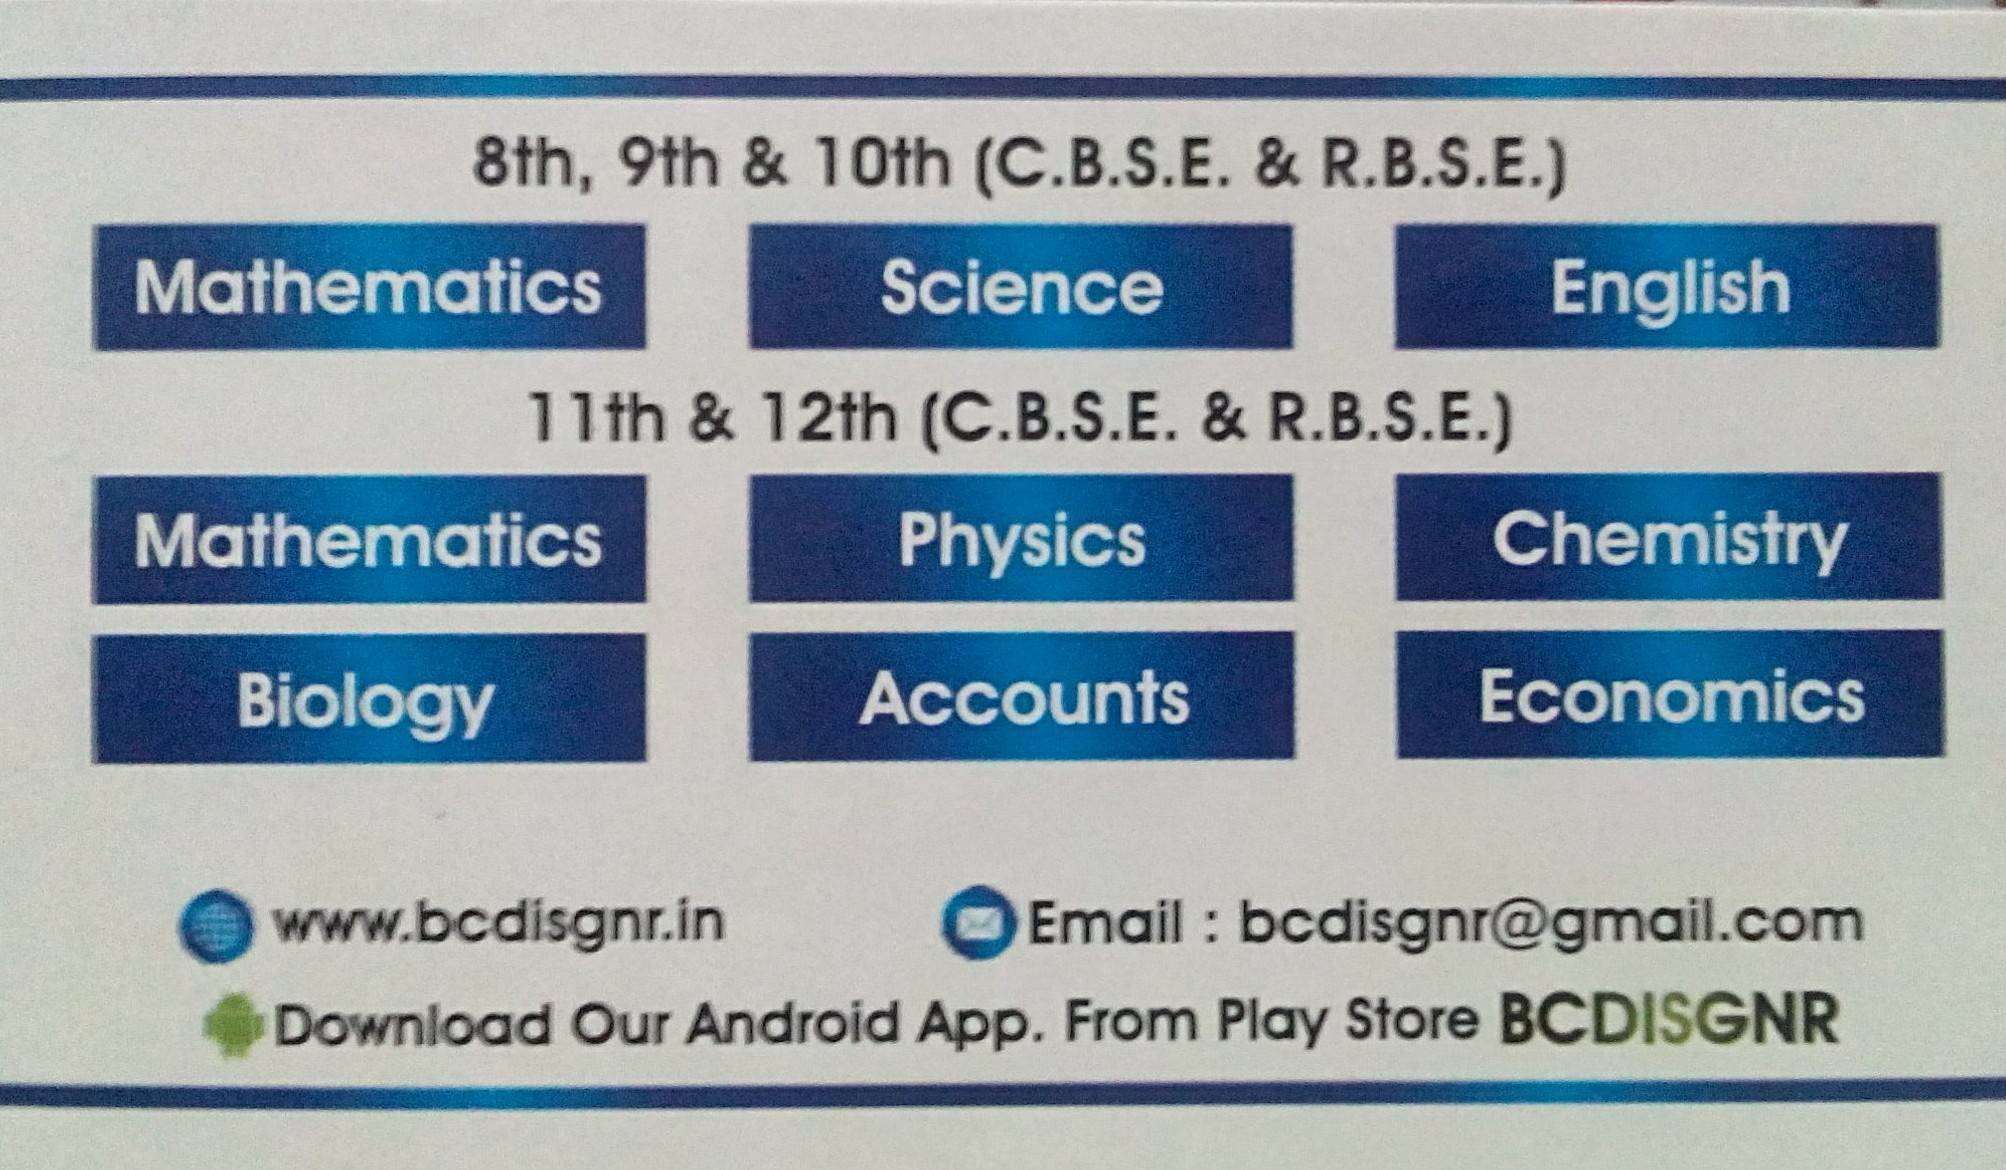 8th, 9th & 10th (C.B.S.E. & R.B.S.E.)
Mathematics Science English
11th & 12th (C.B.S.E. & R.B.S.E.)
Mathematics Physics Chemistry
Biology Accounts Economics
www.bcdisgnr.in Email : bcdisgnr@gmail.com
Download Our Android App. From Play Store BCDISGNR